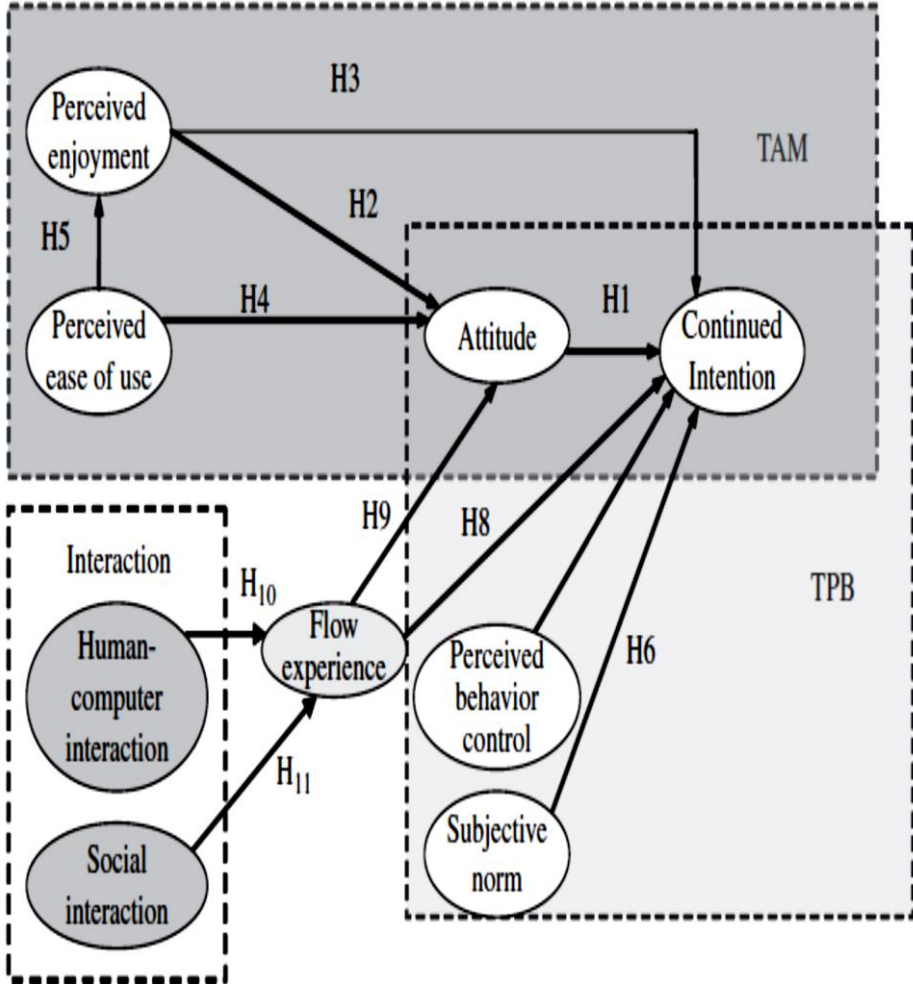 H3
Perceived
enjoyment
TAM
H2
H5
H4
H1
Perceived
ease of use
Attitude
Continued
Intention
H9
H8
Interaction
TPB
H10
Flow
experience
Human-
computer
interaction
Perceived
behavior
control
H6
H11
Social
interaction
Subjective
norm